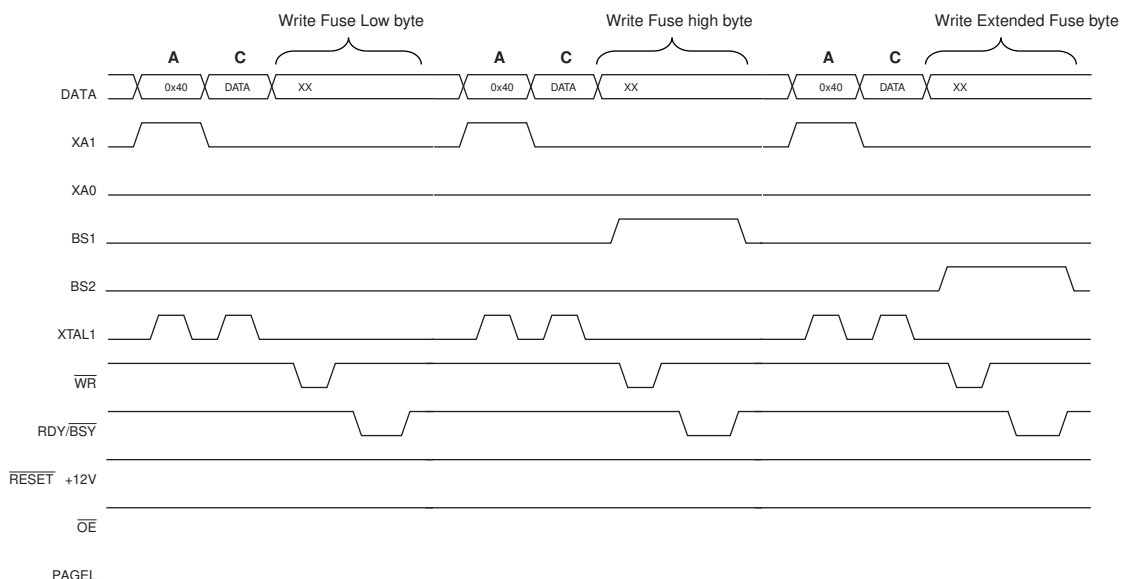 Write Fuse Low byte Write Fuse high byte Write Extended Fuse byte
A C A C A C
DATA 0x40 DATA XX 0x40 DATA XX 0x40 DATA XX
XA1
XA0
BS1
BS2
XTAL1
WR
RDY/BSY
RESET +12V
OE
PAGEL